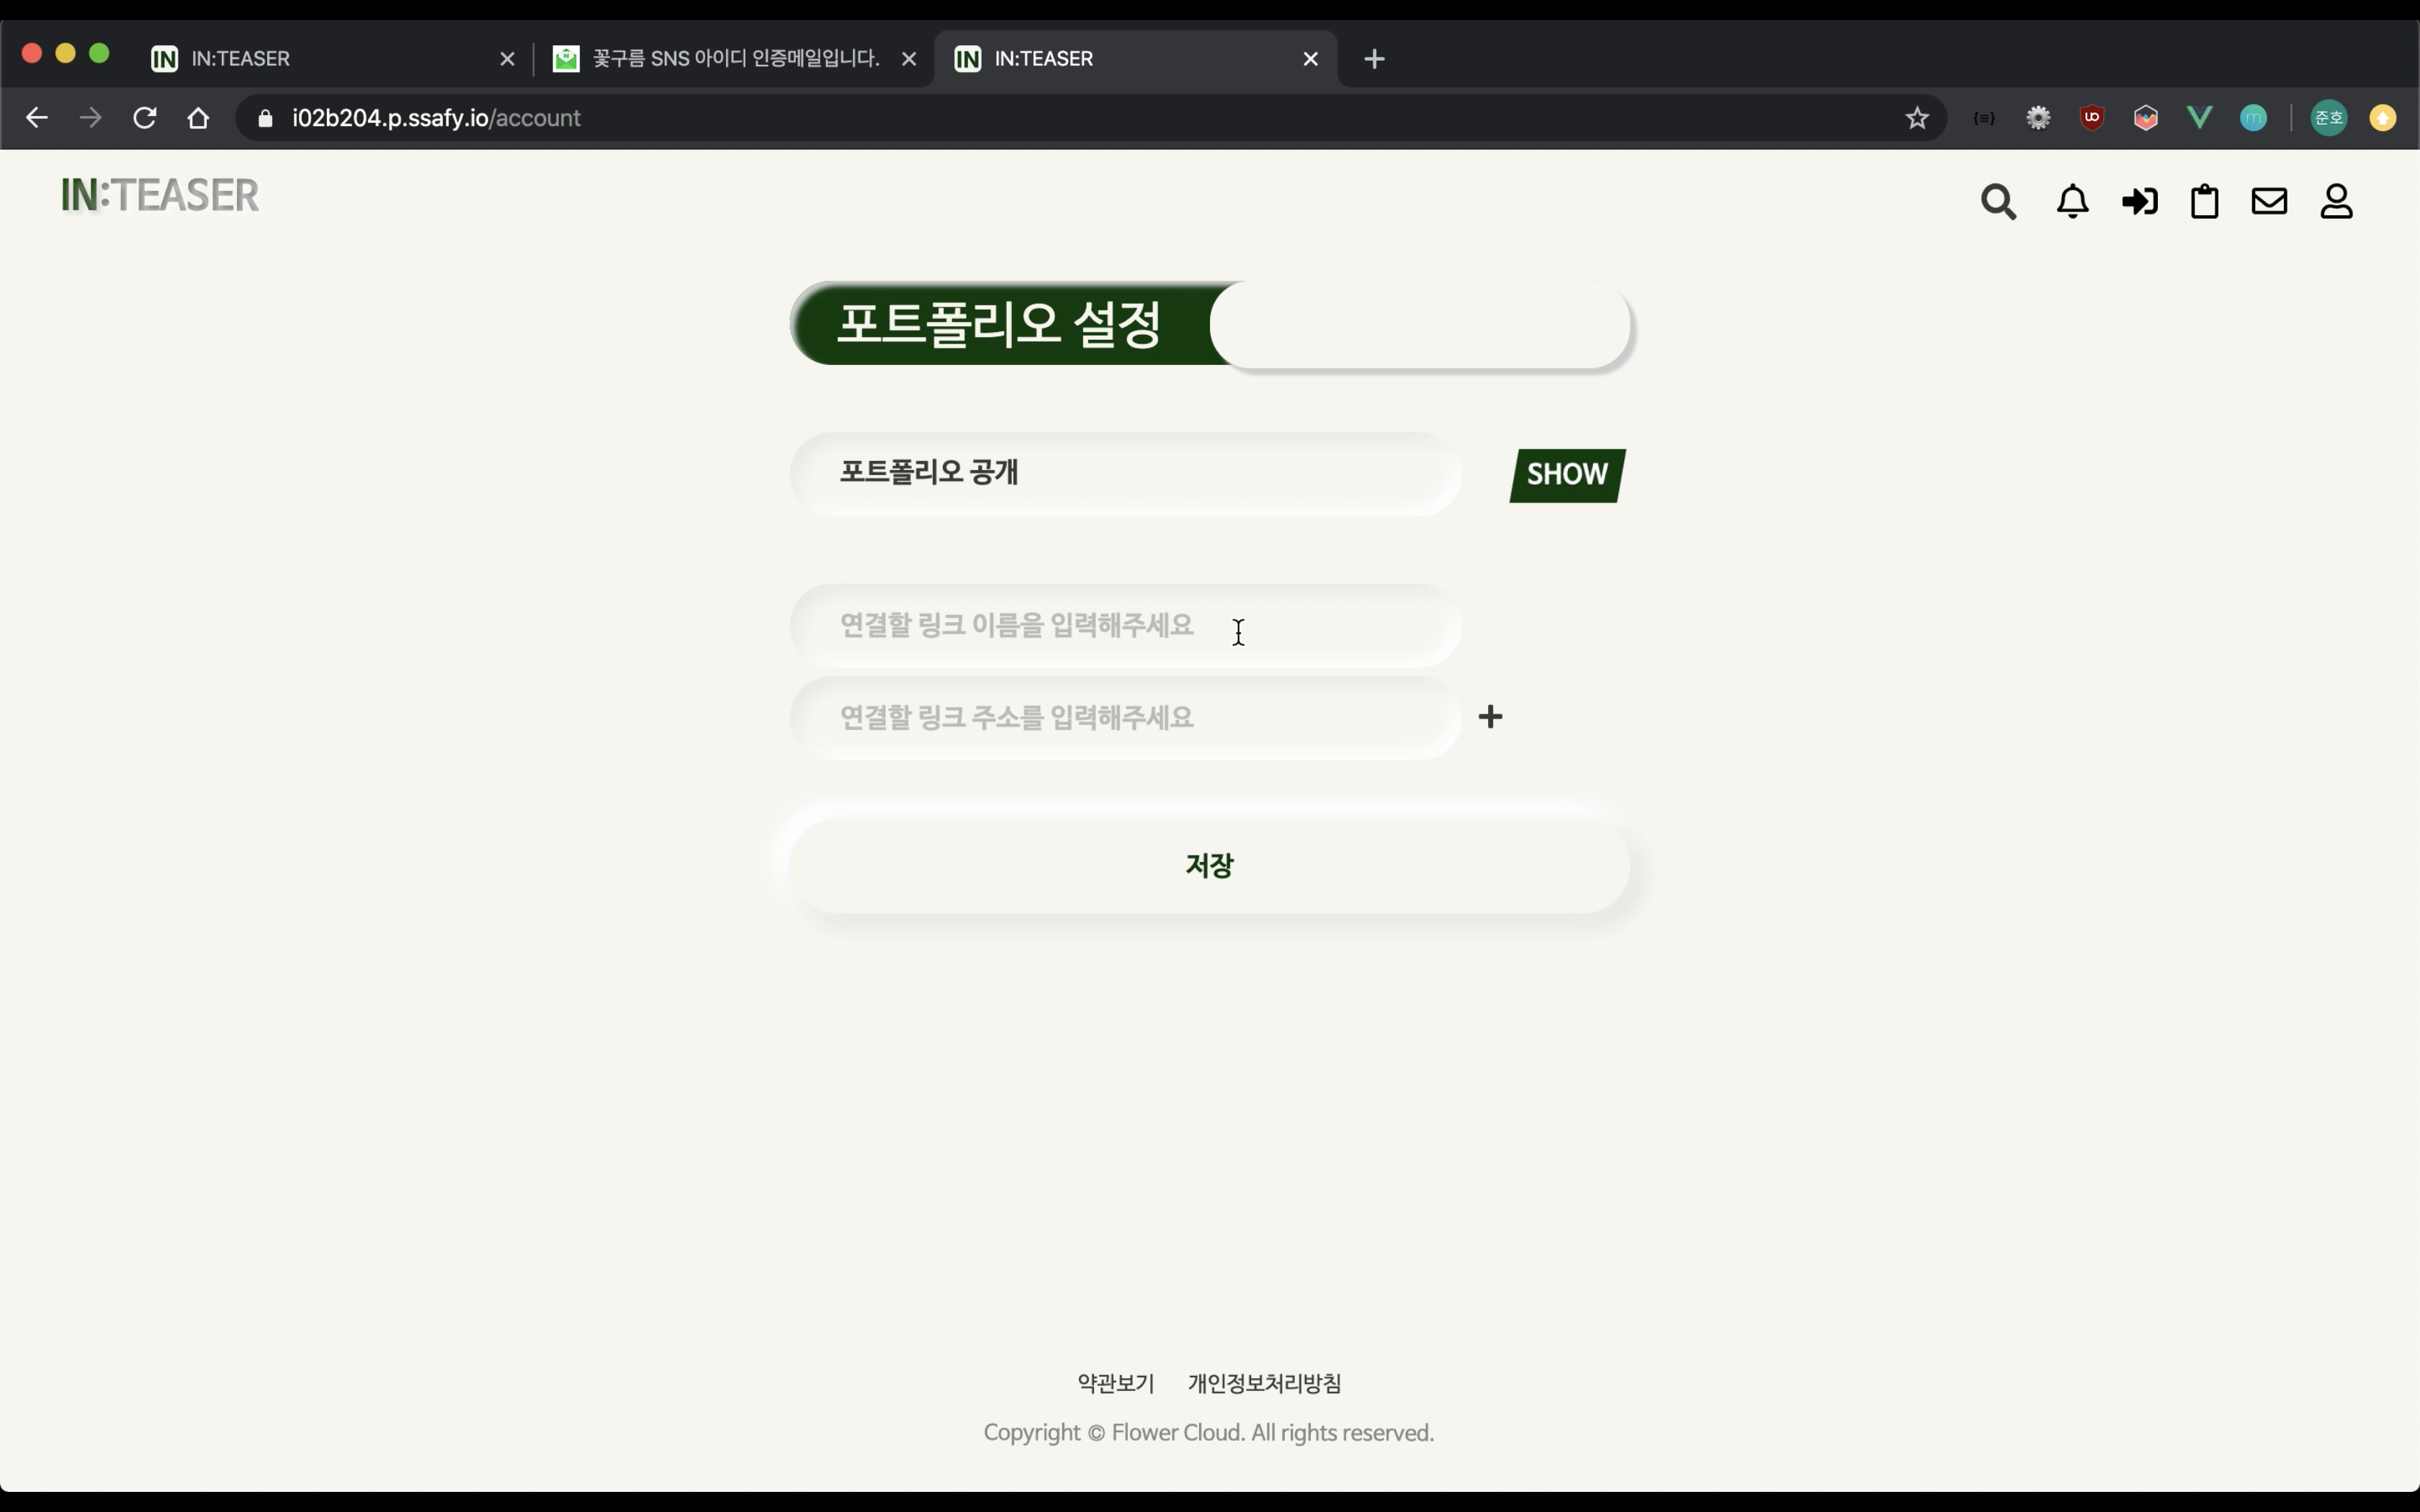 IN IN:TEASER
꽃구름 SNS 아이디 인증메일입니다.
IN IN:TEASER
i02b204.p.ssafy.io/account
준호
IN:TEASER
포트폴리오 설정
포트폴리오 공개
SHOW
연결할 링크 이름을 입력해주세요
연결할 링크 주소를 입력해주세요
저장
약관보기 개인정보처리방침
Copyright © Flower Cloud. All rights reserved.